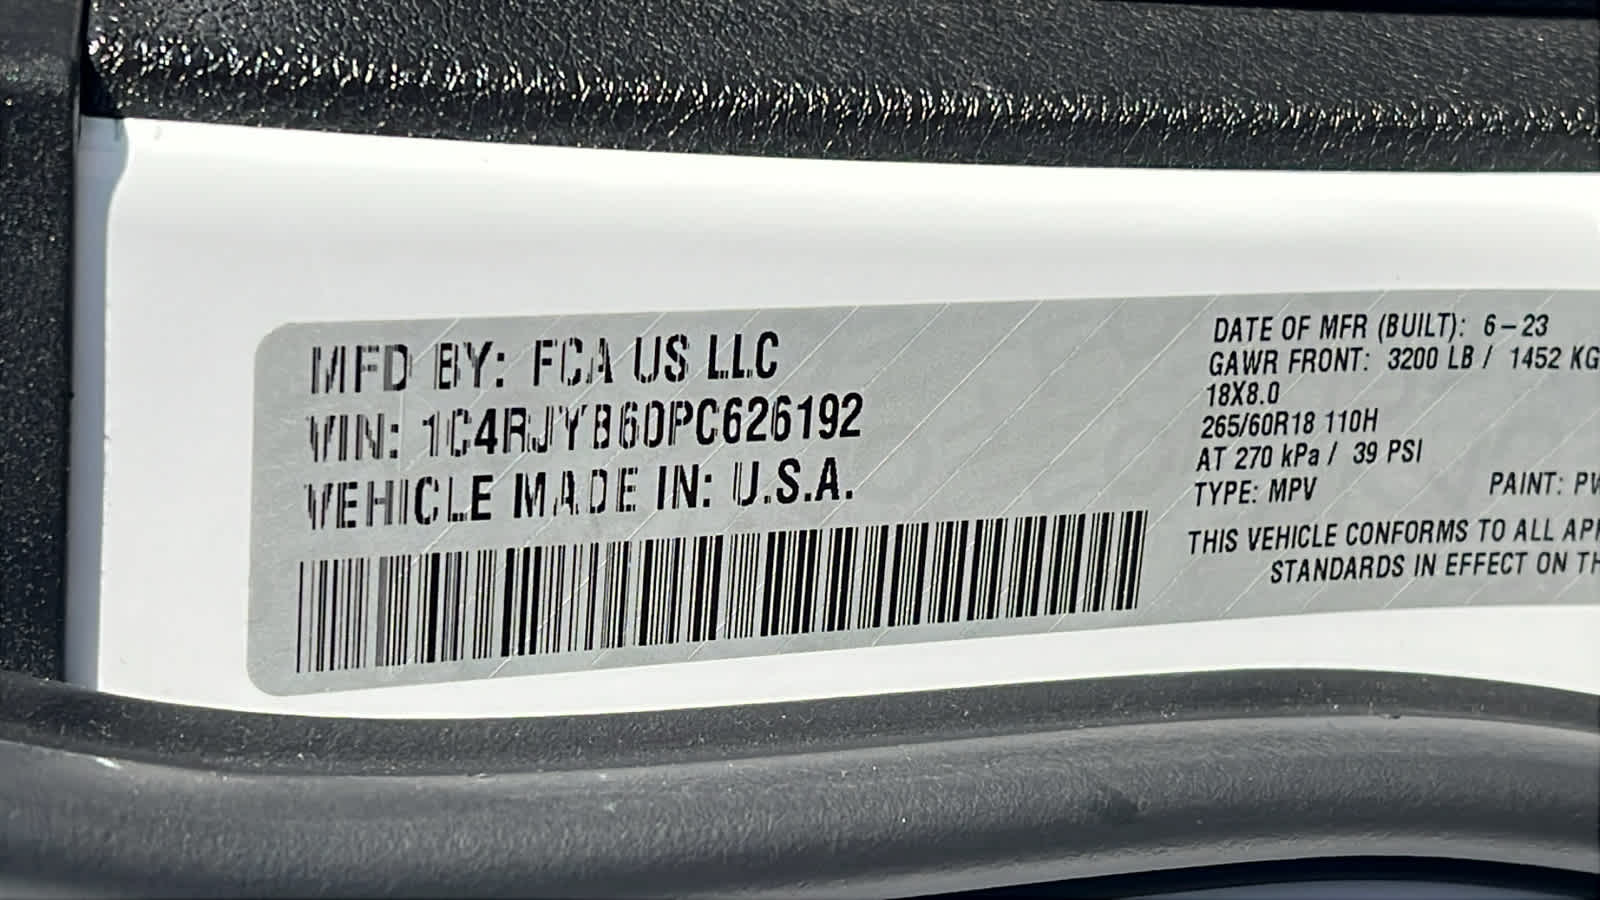 MFD BY: FCA US LLC
VIN: 1C4RJYB60PC626192
VEHICLE MADE IN: U.S.A.
DATE OF MFR (BUILT): 6-23
GAWR FRONT: 3200 LB / 1452 KG
18X8.0
265/60R18 110H
AT 270 kPa / 39 PSI
TYPE: MPV PAINT:
THIS VEHICLE CONFORMS TO ALL
STANDARDS IN EFFECT ON